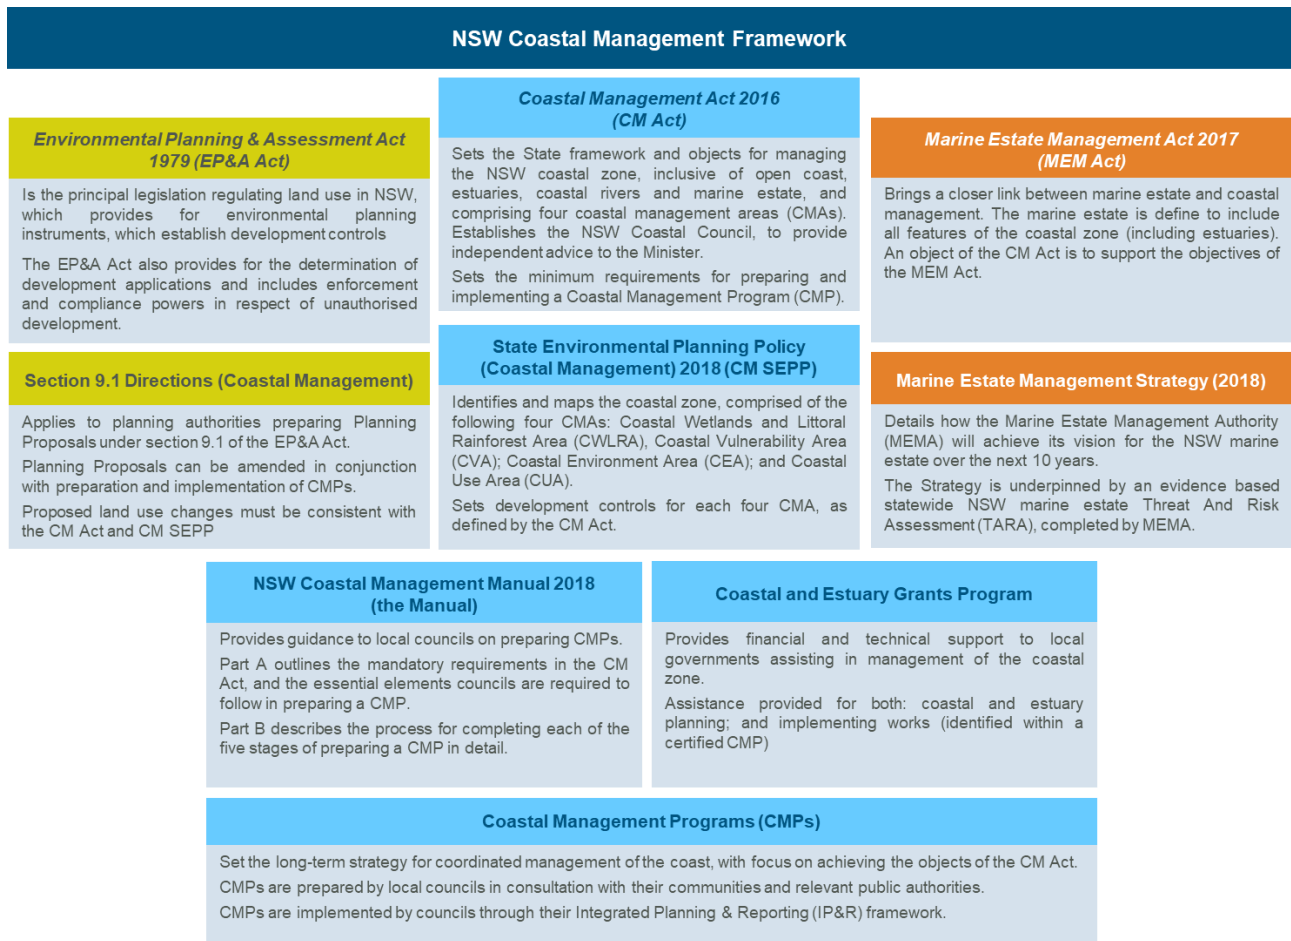 NSW Coastal Management Framework
Environmental Planning & Assessment Act
1979 (EP&A Act)
Is the principal legislation regulating land use in NSW,
which provides for environmental planning
instruments, which establish development controls
The EP&A Act also provides for the determination of
development applications and includes enforcement
and compliance powers in respect of unauthorised
development.
Coastal Management Act 2016
(CM Act)
Sets the State framework and objects for managing
the NSW coastal zone, inclusive of open coast,
estuaries, coastal rivers and marine estate, and
comprising four coastal management areas (CMAs).
Establishes the NSW Coastal Council, to provide
independent advice to the Minister.
Sets the minimum requirements for preparing and
implementing a Coastal Management Program (CMP).
Marine Estate Management Act 2017
(MEM Act)
Brings a closer link between marine estate and coastal
management. The marine estate is define to include
all features of the coastal zone (including estuaries).
An object of the CM Act is to support the objectives of
the MEM Act.
Section 9.1 Directions (Coastal Management)
Applies to planning authorities preparing Planning
Proposals under section 9.1 of the EP&A Act.
Planning Proposals can be amended in conjunction
with preparation and implementation of CMPs.
Proposed land use changes must be consistent with
the CM Act and CM SEPP
State Environmental Planning Policy
(Coastal Management) 2018 (CM SEPP)
Identifies and maps the coastal zone, comprised of the
following four CMAs: Coastal Wetlands and Littoral
Rainforest Area (CWLRA), Coastal Vulnerability Area
(CVA); Coastal Environment Area (CEA); and Coastal
Use Area (CUA).
Sets development controls for each four CMA, as
defined by the CM Act.
Marine Estate Management Strategy (2018)
Details how the Marine Estate Management Authority
(MEMA) will achieve its vision for the NSW marine
estate over the next 10 years.
The Strategy is underpinned by an evidence based
statewide NSW marine estate Threat And Risk
Assessment (TARA), completed by MEMA.
NSW Coastal Management Manual 2018
(the Manual)
Provides guidance to local councils on preparing CMPs.
Part A outlines the mandatory requirements in the CM
Act, and the essential elements councils are required to
follow in preparing a CMP.
Part B describes the process for completing each of the
five stages of preparing a CMP in detail.
Coastal and Estuary Grants Program
Provides financial and technical support to local
governments assisting in management of the coastal
zone.
Assistance provided for both: coastal and estuary
planning; and implementing works (identified within a
certified CMP)
Coastal Management Programs (CMPs)
Set the long-term strategy for coordinated management of the coast, with focus on achieving the objects of the CM Act.
CMPs are prepared by local councils in consultation with their communities and relevant public authorities.
CMPs are implemented by councils through their Integrated Planning & Reporting (IP&R) framework.